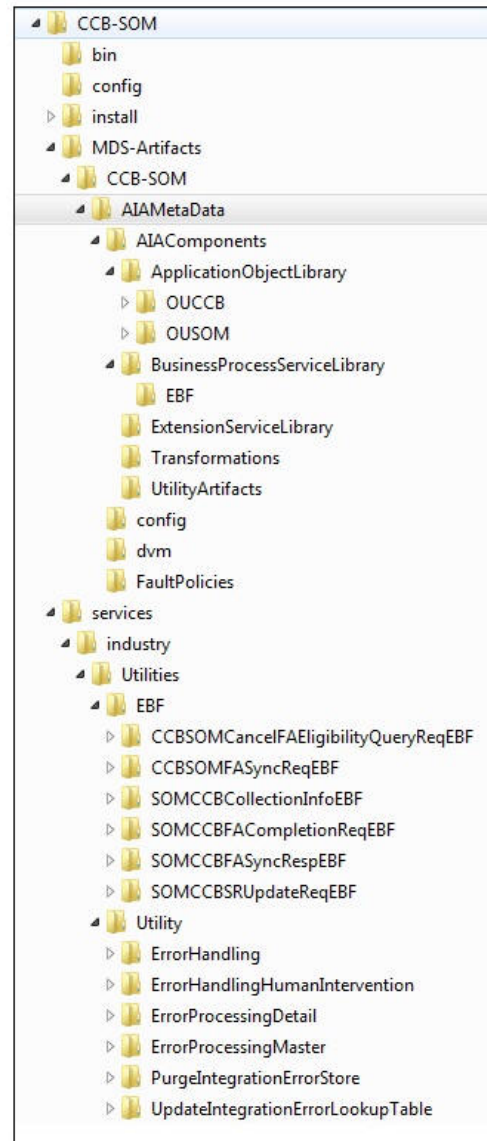 CCB-SOM
bin
config
install
MDS-Artifacts
CCB-SOM
AIAMetaData
AIAComponents
ApplicationObjectLibrary
OUCCB
OUSOM
BusinessProcessServiceLibrary
EBF
ExtensionServiceLibrary
Transformations
UtilityArtifacts
config
dvm
FaultPolicies
services
industry
Utilities
EBF
CCBSOMCancelFAEligibilityQueryReqEBF
CCBSOMFASyncReqEBF
SOMCCBCollectionInfoEBF
SOMCCBFACompletionReqEBF
SOMCCBFASyncRespEBF
SOMCCBSRUpdateReqEBF
Utility
ErrorHandling
ErrorHandlingHumanIntervention
ErrorProcessingDetail
ErrorProcessingMaster
PurgeIntegrationErrorStore
UpdateIntegrationErrorLookupTable